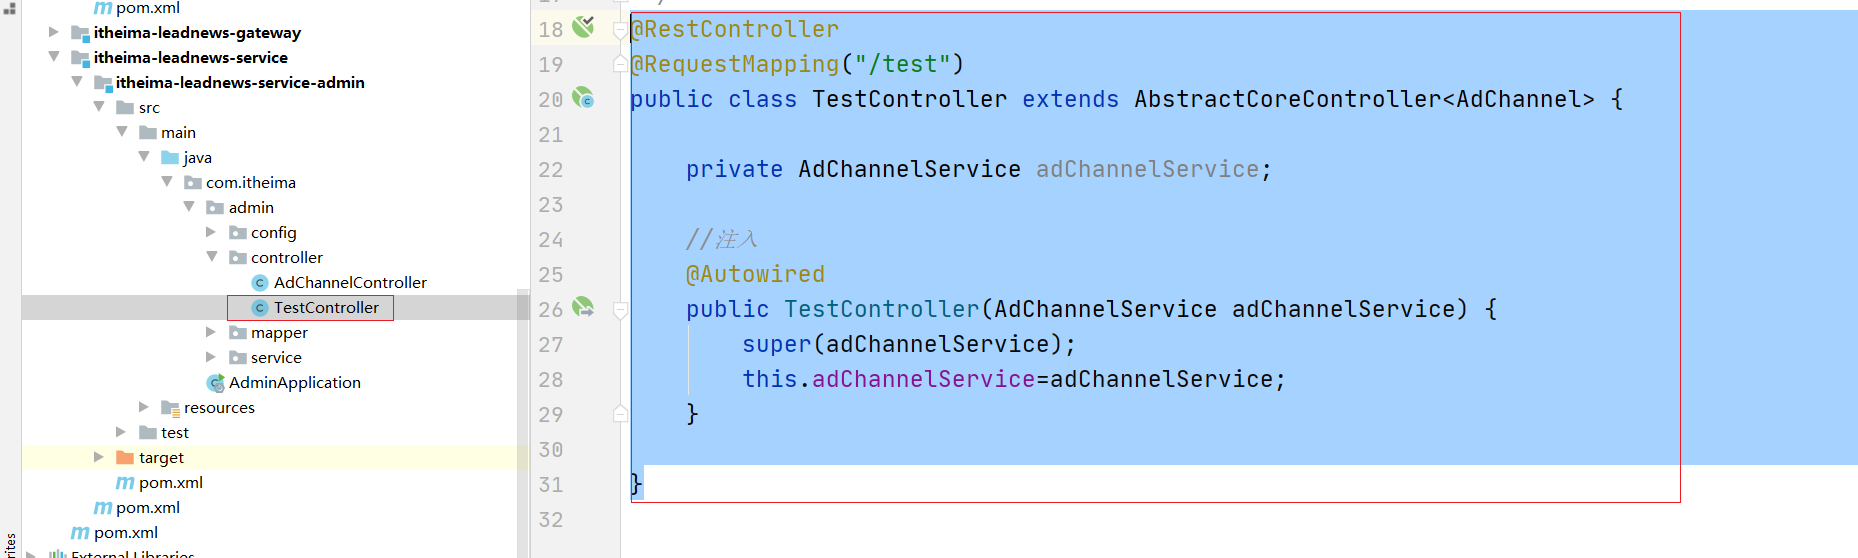 pom.xml
itheima-leadnews-gateway
itheima-leadnews-service
itheima-leadnews-service-admin
src
main
java
com.itheima
admin
config
controller
AdChannelController
TestController
mapper
service
AdminApplication
resources
test
target
pom.xml
pom.xml
pom.xml
External Libraries
rites
18 @RestController
19 @RequestMapping("/test")
20 public class TestController extends AbstractCoreController<AdChannel> {
21
22 private AdChannelService adChannelService;
23
24 //注入
25 @Autowired
26 public TestController(AdChannelService adChannelService) {
27 super(adChannelService);
28 this.adChannelService=adChannelService;
29 }
30
31 }
32